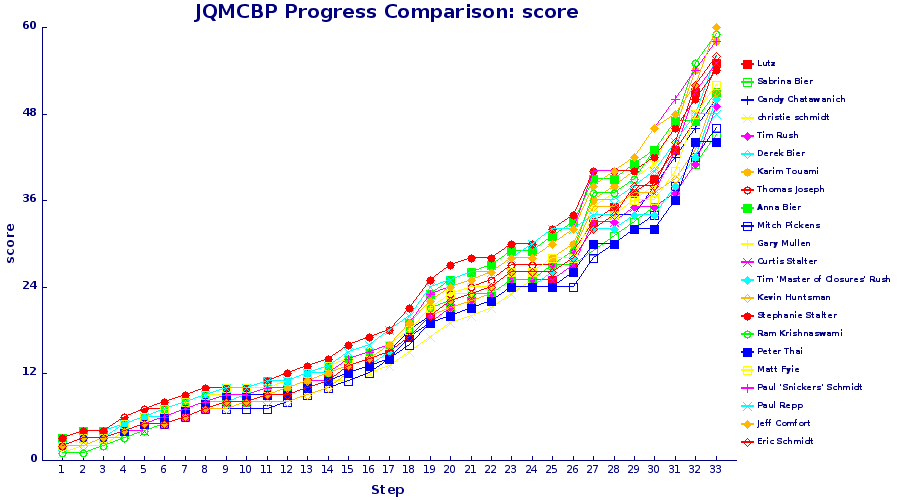 JQMCBP Progress Comparison: score
60
48
36
24
12
0
score
1 2 3 4 5 6 7 8 9 10 11 12 13 14 15 16 17 18 19 20 21 22 23 24 25 26 27 28 29 30 31 32 33
Step
Lutz
Sabrina Bier
Candy Chatawanich
christie schmidt
Tim Rush
Derek Bier
Karim Touami
Thomas Joseph
Anna Bier
Mitch Pickens
Gary Mullen
Curtis Stalter
Tim 'Master of Closures' Rush
Kevin Huntsman
Stephanie Stalter
Ram Krishnaswami
Peter Thai
Matt Fyie
Paul 'Snickers' Schmidt
Paul Repp
Jeff Comfort
Eric Schmidt